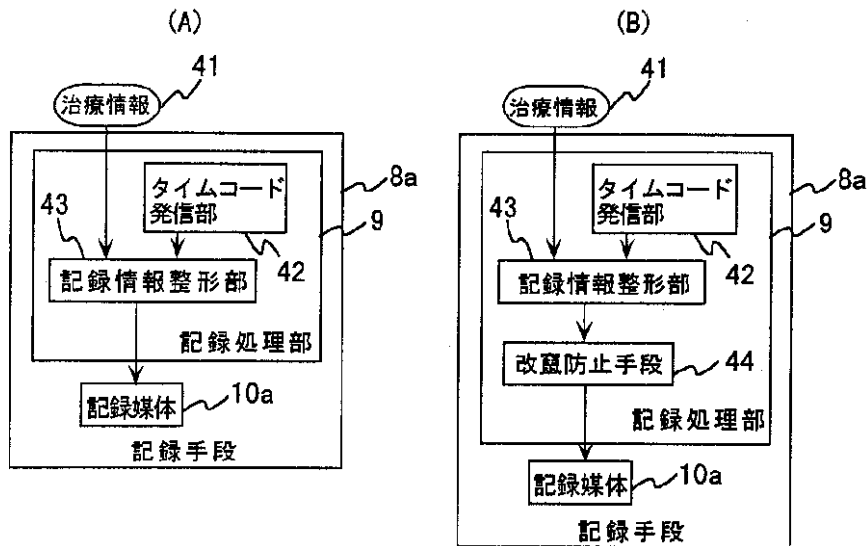 (A)
41
治療情報
8a
タイムコード
発信部
9
43
42
記録情報整形部
記録処理部
10a
記録媒体
記録手段
(B)
41
治療情報
8a
タイムコード
発信部
9
43
42
記録情報整形部
改竄防止手段
44
記録処理部
10a
記録媒体
記録手段